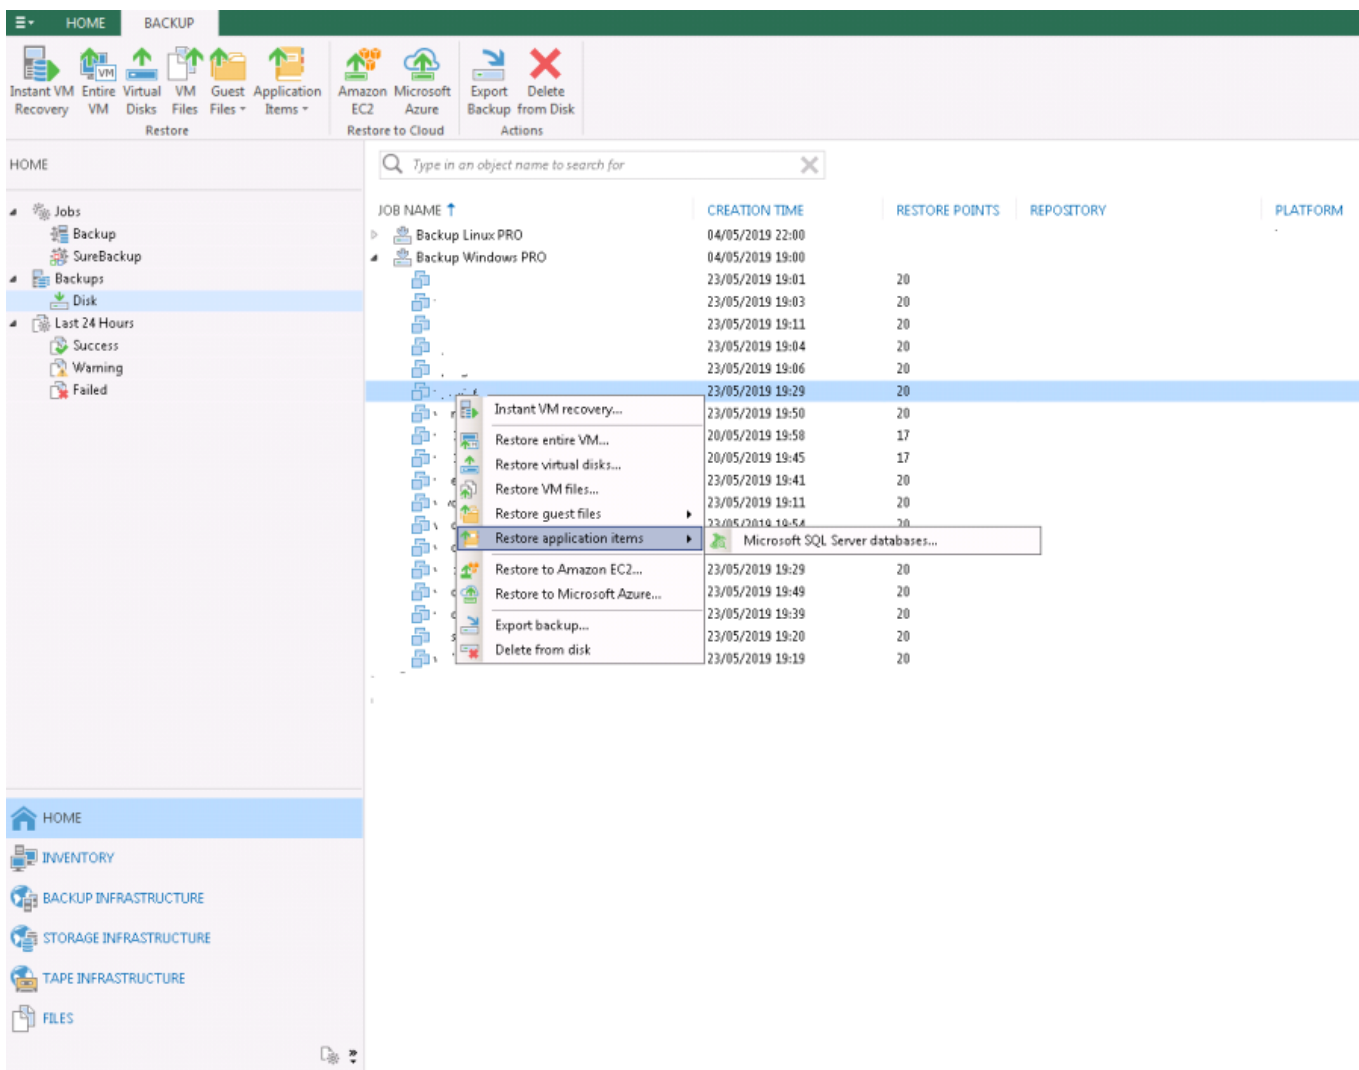 HOME BACKUP
Instant VM Entire Virtual VM Guest Application Amazon Microsoft Export Delete
Recovery VM Disks Files Files Items EC2 Azure Backup from Disk
Restore Restore to Cloud Actions
HOME
Type in an object name to search for
JOB NAME CREATION TIME RESTORE POINTS REPOSITORY PLATFORM
Jobs
Backup
SureBackup
Backups
Disk
Last 24 Hours
Success
Warning
Failed
Backup Linux PRO 04/05/2019 22:00
Backup Windows PRO 04/05/2019 19:00
23/05/2019 19:01 20
23/05/2019 19:03 20
23/05/2019 19:11 20
23/05/2019 19:04 20
23/05/2019 19:06 20
23/05/2019 19:29 20
23/05/2019 19:50 20
20/05/2019 19:58 17
20/05/2019 19:45 17
23/05/2019 19:41 20
23/05/2019 19:11 20
23/05/2019 19:54 20
23/05/2019 19:29 20
23/05/2019 19:49 20
23/05/2019 19:39 20
23/05/2019 19:20 20
23/05/2019 19:19 20
Instant VM recovery...
Restore entire VM...
Restore virtual disks...
Restore VM files...
Restore guest files
Restore application items
Microsoft SQL Server databases...
Restore to Amazon EC2...
Restore to Microsoft Azure...
Export backup...
Delete from disk
HOME
INVENTORY
BACKUP INFRASTRUCTURE
STORAGE INFRASTRUCTURE
TAPE INFRASTRUCTURE
FILES